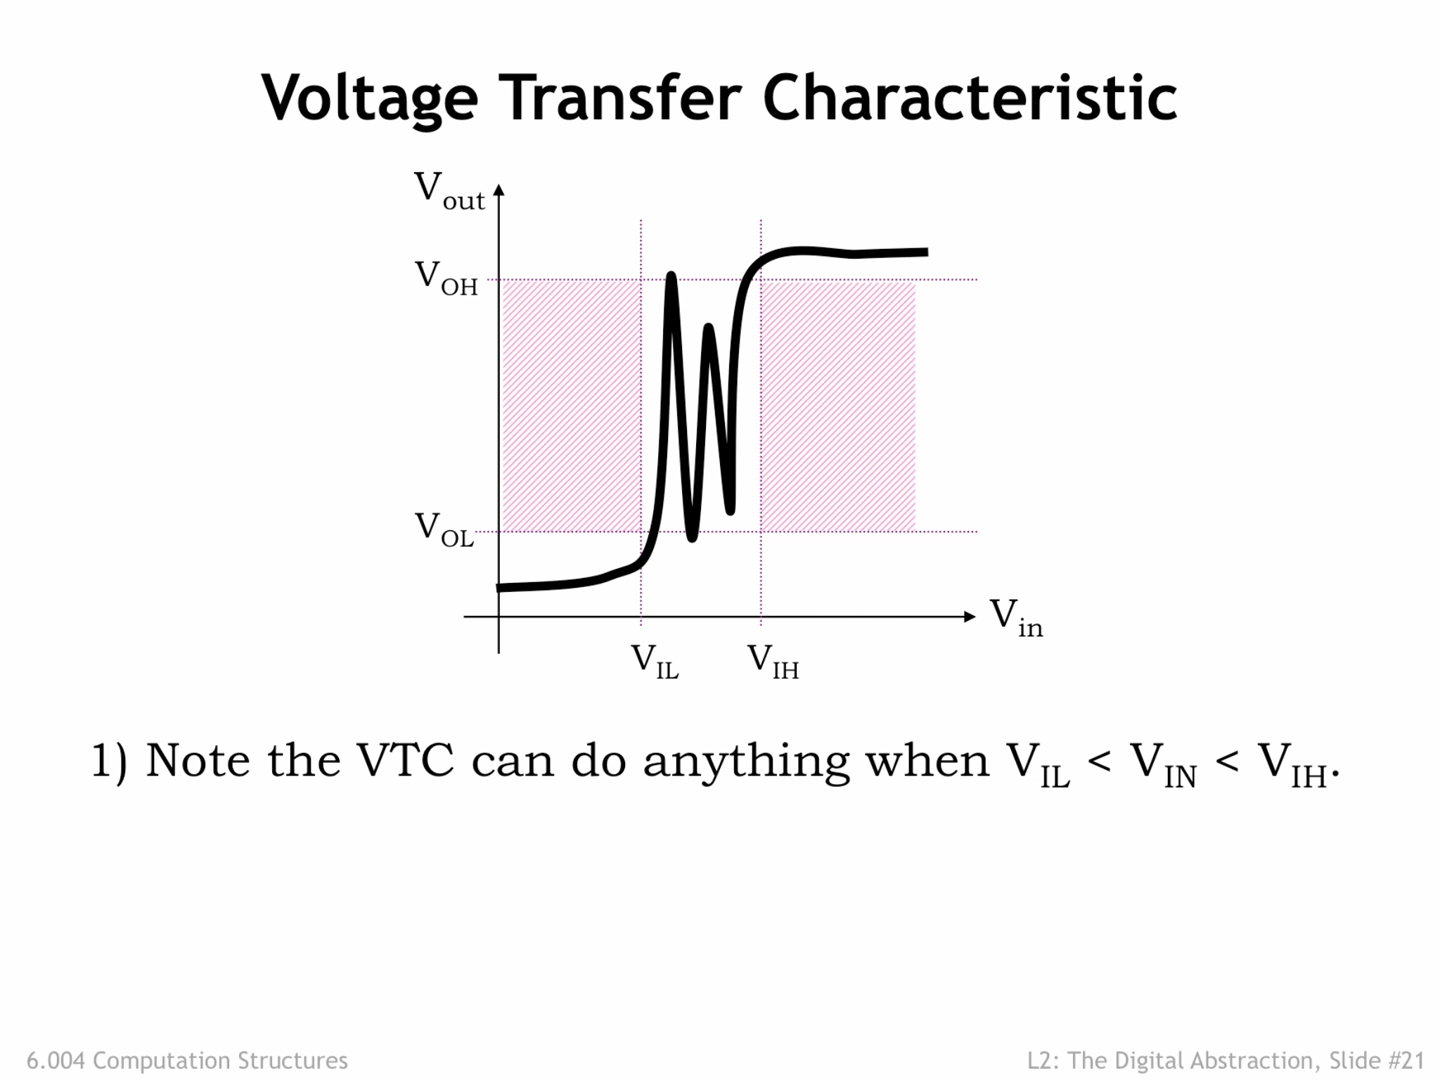 Voltage Transfer Characteristic
Vout
VOH
VOL
Vin
VIL VIH
1) Note the VTC can do anything when VIL < VIN < VIH.
6.004 Computation Structures
L2: The Digital Abstraction, Slide #21